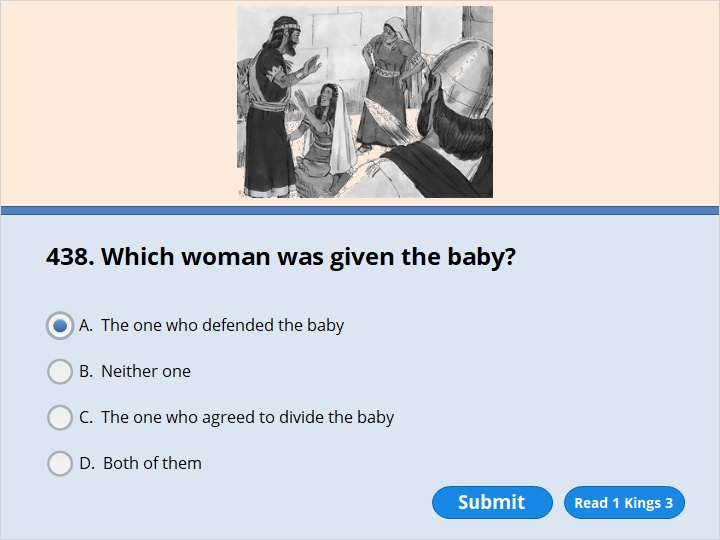 438. Which woman was given the baby?
A. The one who defended the baby
B. Neither one
C. The one who agreed to divide the baby
D. Both of them
Submit
Read 1 Kings 3